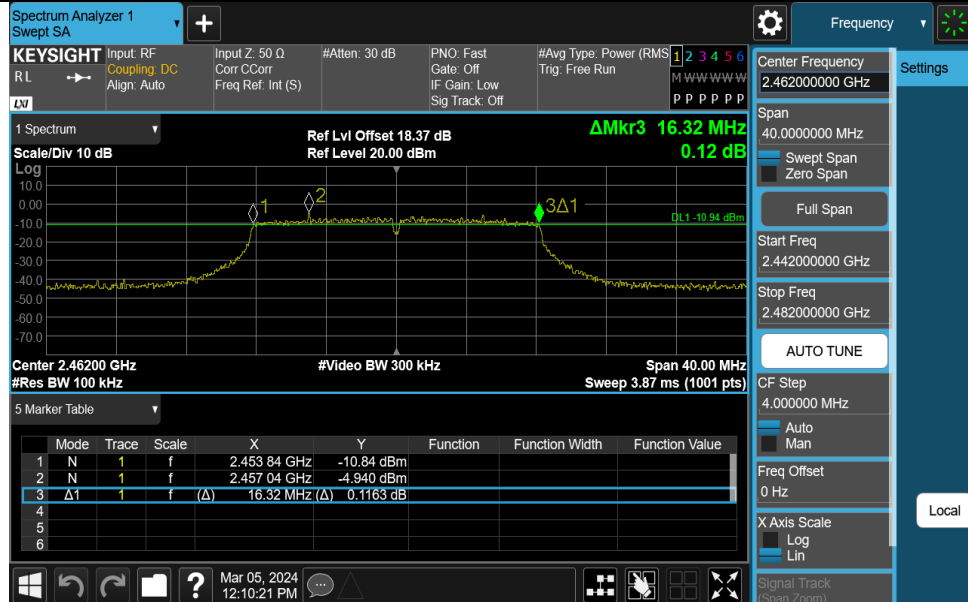 Spectrum Analyzer 1
Swept SA
+
Frequency
KEYSIGHT
RL
LXI
Input: RF
Coupling: DC
Align: Auto
Input Z: 50 Ω
Corr CCorr
Freq Ref: Int (S)
#Atten: 30 dB
PNO: Fast
Gate: Off
IF Gain: Low
Sig Track: Off
#Avg Type: Power (RMS
Trig: Free Run
1 2 3 4 5 6
M W W W W W
P P P P P P
1 Spectrum
Scale/Div 10 dB
Ref Lvl Offset 18.37 dB
Ref Level 20.00 dBm
ΔMkr3 16.32 MHz
0.12 dB
Log
10.0
0.00
-10.0
-20.0
-30.0
-40.0
-50.0
-60.0
-70.0
1
2
3Δ1
DL1 -10.94 dBm
Center 2.46200 GHz
#Res BW 100 kHz
#Video BW 300 kHz
Span 40.00 MHz
Sweep 3.87 ms (1001 pts)
5 Marker Table
Mode Trace Scale X Y Function Function Width Function Value
1 N 1 f 2.453 84 GHz -10.84 dBm
2 N 1 f 2.457 04 GHz -4.940 dBm
3 Δ1 1 f (Δ) 16.32 MHz (Δ) 0.1163 dB
4
5
6
?
Mar 05, 2024
12:10:21 PM
Center Frequency
2.462000000 GHz
Span
40.0000000 MHz
Swept Span
Zero Span
Full Span
Start Freq
2.442000000 GHz
Stop Freq
2.482000000 GHz
AUTO TUNE
CF Step
4.000000 MHz
Auto
Man
Freq Offset
0 Hz
X Axis Scale
Log
Lin
Signal Track
(Span Zoom)
Settings
Local